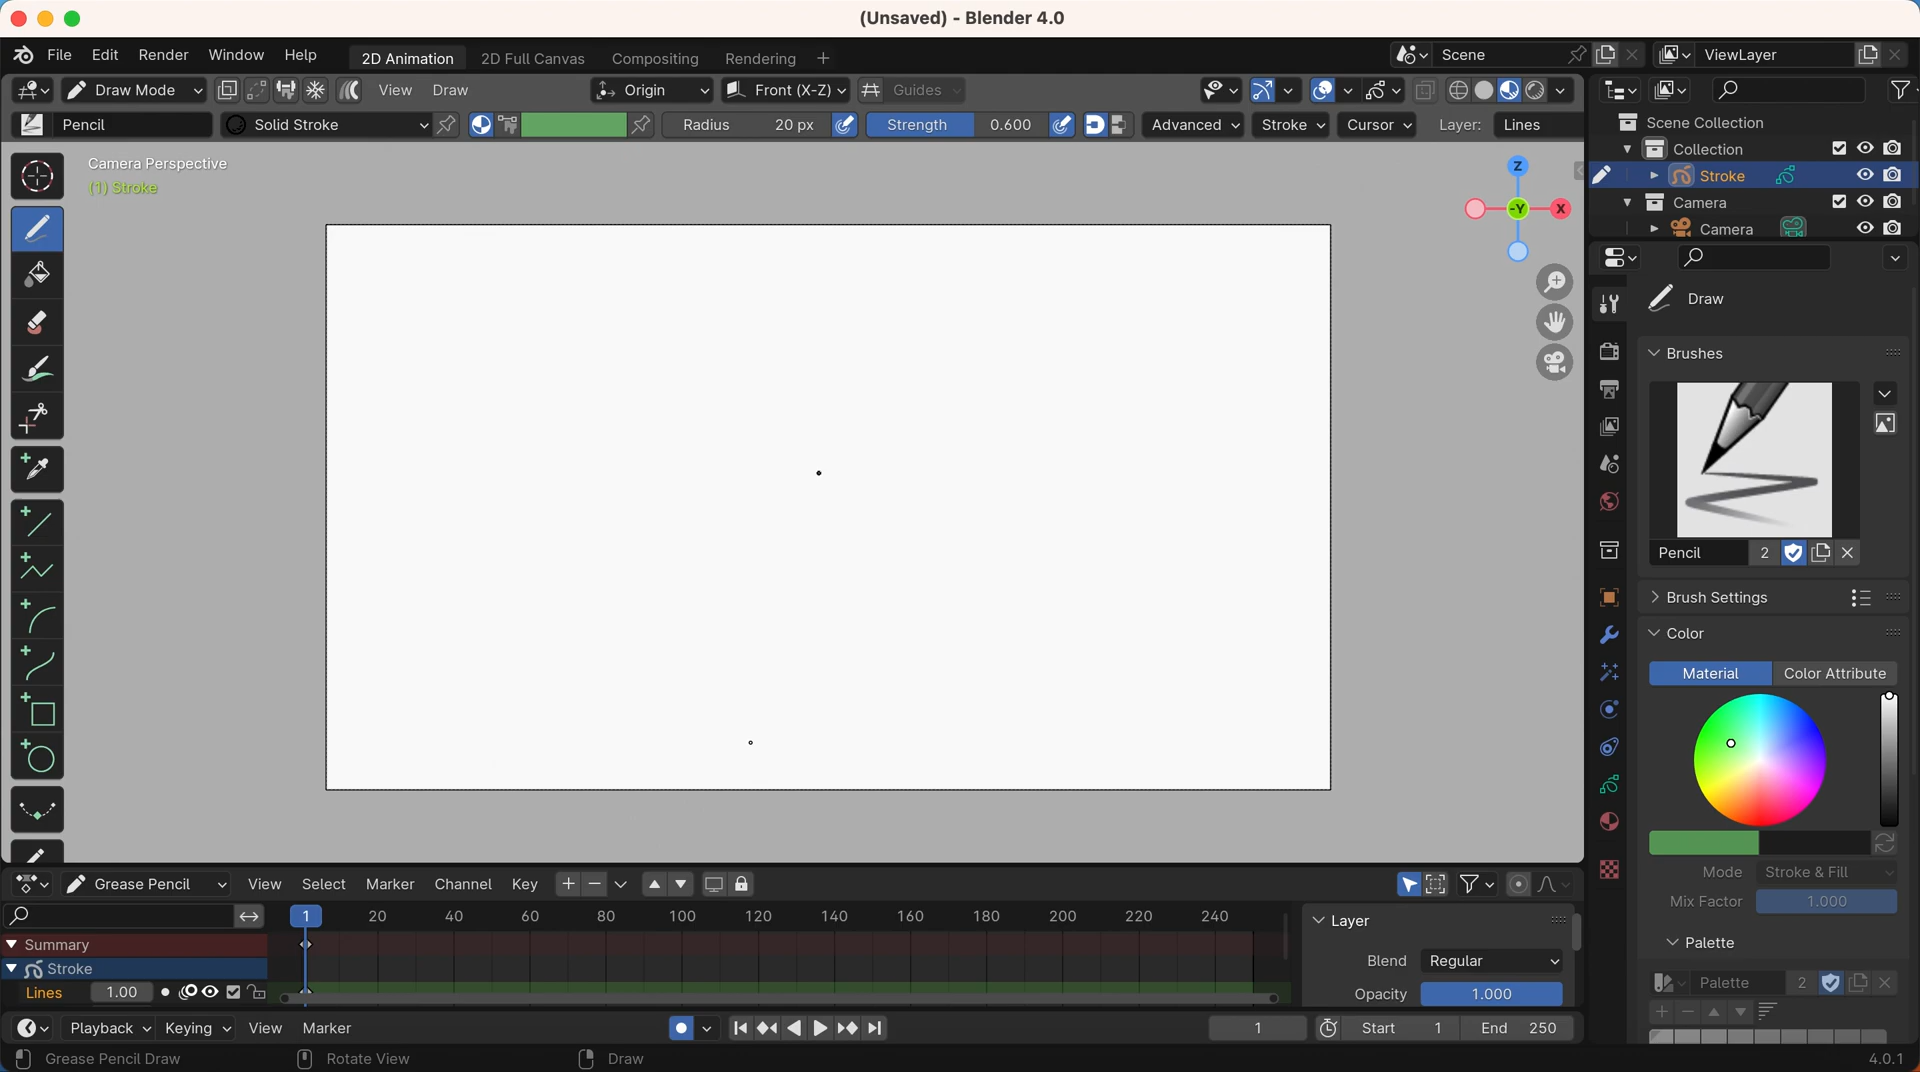 (Unsaved) - Blender 4.0
File Edit Render Window Help 2D Animation 2D Full Canvas Compositing Rendering + Scene ViewLayer
Draw Mode View Draw Origin Front (X-Z) Guides
Pencil Solid Stroke Radius 20 px Strength 0.600 Advanced Stroke Cursor Layer: Lines
Scene Collection
Collection
Stroke
Camera
Camera
Camera Perspective
(1) Stroke
Z
-Y X
Draw
Brushes
Pencil 2
Brush Settings
Color
Material Color Attribute
Mode Stroke & Fill
Mix Factor 1.000
Palette
Palette 2
Grease Pencil View Select Marker Channel Key
1 20 40 60 80 100 120 140 160 180 200 220 240
Summary
Stroke
Lines 1.00
Layer
Blend Regular
Opacity 1.000
Playback Keying View Marker 1 Start 1 End 250
Grease Pencil Draw Rotate View Draw 4.0.1